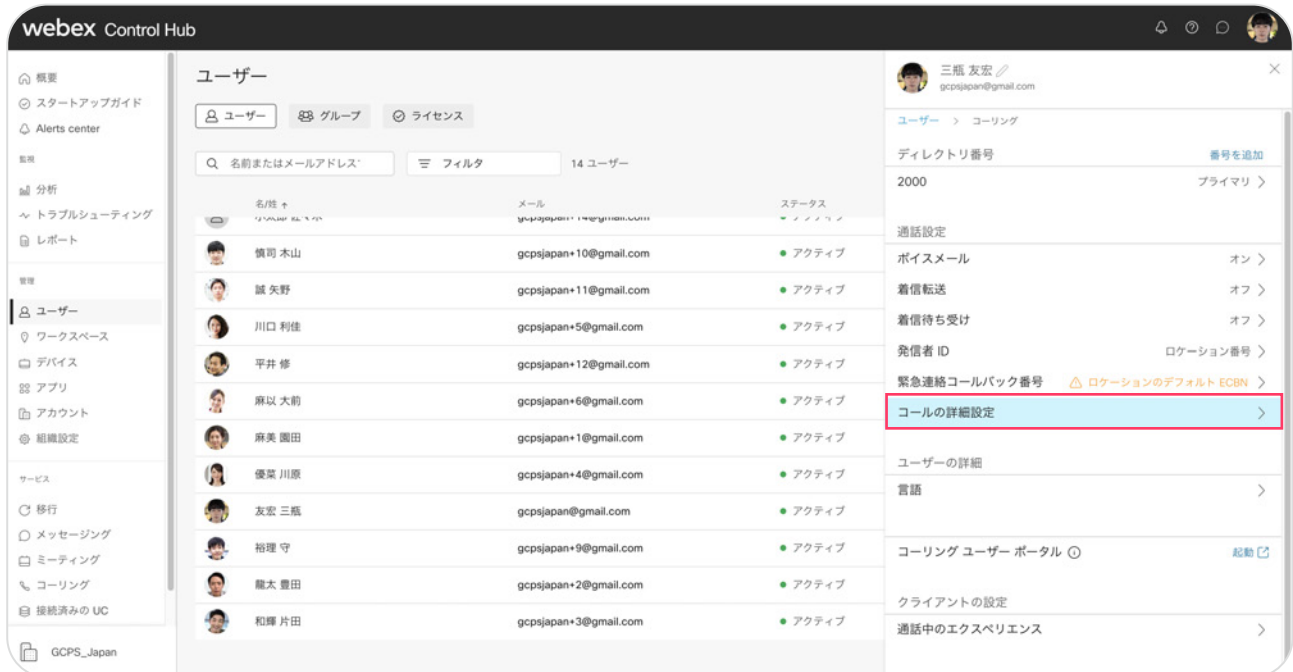 webex Control Hub
概要
スタートアップガイド
Alerts center
監視
分析
トラブルシューティング
レポート
管理
ユーザー
ワークスペース
デバイス
アプリ
アカウント
組織設定
サービス
移行
メッセージング
ミーティング
コーリング
接続済みの UC
GCPS_Japan
ユーザー
ユーザー グループ ライセンス
名前またはメールアドレス フィルタ 14 ユーザー
名/姓 ↑ メール ステータス
gcpsjapan+14@gmail.com
慎司 木山 gcpsjapan+10@gmail.com アクティブ
誠 矢野 gcpsjapan+11@gmail.com アクティブ
川口 利佳 gcpsjapan+5@gmail.com アクティブ
平井 修 gcpsjapan+12@gmail.com アクティブ
麻以 大前 gcpsjapan+6@gmail.com アクティブ
麻美 園田 gcpsjapan+1@gmail.com アクティブ
優菜 川原 gcpsjapan+4@gmail.com アクティブ
友宏 三瓶 gcpsjapan@gmail.com アクティブ
裕理 守 gcpsjapan+9@gmail.com アクティブ
龍太 豊田 gcpsjapan+2@gmail.com アクティブ
和輝 片田 gcpsjapan+3@gmail.com アクティブ
三瓶 友宏
gcpsjapan@gmail.com
ユーザー > コーリング
ディレクトリ番号 番号を追加
2000 プライマリ
通話設定
ボイスメール オン
着信転送 オフ
着信待ち受け オフ
発信者 ID ロケーション番号
緊急連絡コールバック番号 ロケーションのデフォルト ECBN
コールの詳細設定
ユーザーの詳細
言語
コーリング ユーザー ポータル 起動
クライアントの設定
通話中のエクスペリエンス